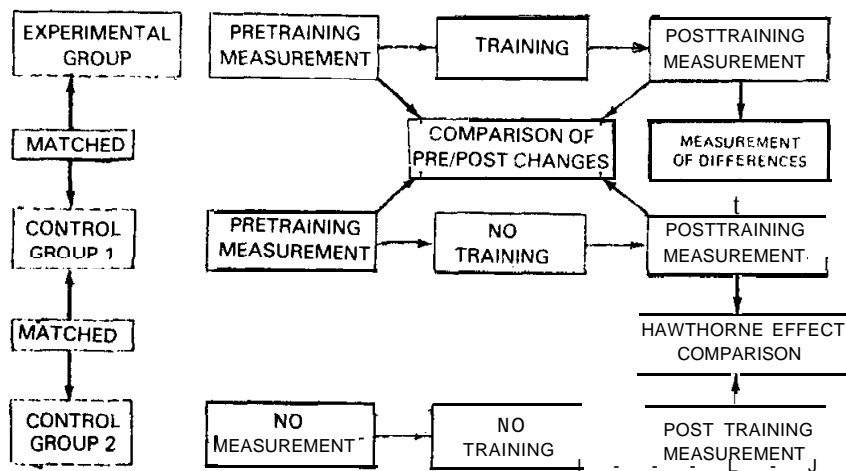 EXPERIMENTAL
GROUP
PRETRAINING
MEASUREMENT
TRAINING
POSTTRAINING
MEASUREMENT
MATCHED
COMPARISON OF
PRE/POST CHANGES
MEASUREMENT
OF DIFFERENCES
CONTROL
GROUP 1
PRETRAINING
MEASUREMENT
NO
TRAINING
t
POSTTRAINING
MEASUREMENT
MATCHED
HAWTHORNE EFFECT
COMPARISON
CONTROL
GROUP 2
NO
MEASUREMENT
NO
TRAINING
POST TRAINING
MEASUREMENT